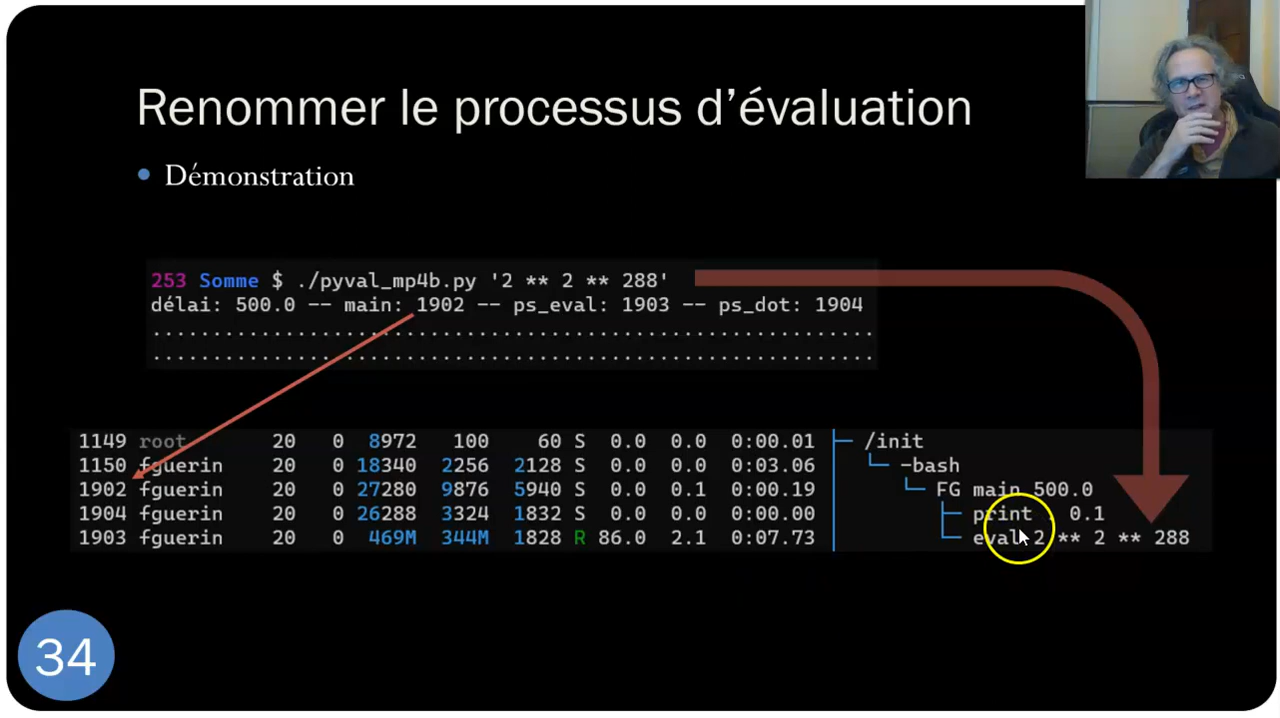 Renommer le processus d’évaluation
Démonstration
253 Somme $ ./pyval_mp4b.py '2 ** 2 ** 288'
délai: 500.0 -- main: 1902 -- ps_eval: 1903 -- ps_dot: 1904
............................................................
............................................................
1149 root 20 0 8972 100 60 S 0.0 0.0 0:00.01 ├─ /init
1150 fguerin 20 0 18340 2256 2128 S 0.0 0.0 0:03.06 │ └─ -bash
1902 fguerin 20 0 27280 9876 5940 S 0.0 0.1 0:00.19 │ └─ FG main 500.0
1904 fguerin 20 0 26288 3324 1832 S 0.0 0.0 0:00.00 │ ├─ print 0.1
1903 fguerin 20 0 469M 344M 1828 R 86.0 2.1 0:07.73 │ └─ eval 2 ** 2 ** 288
34